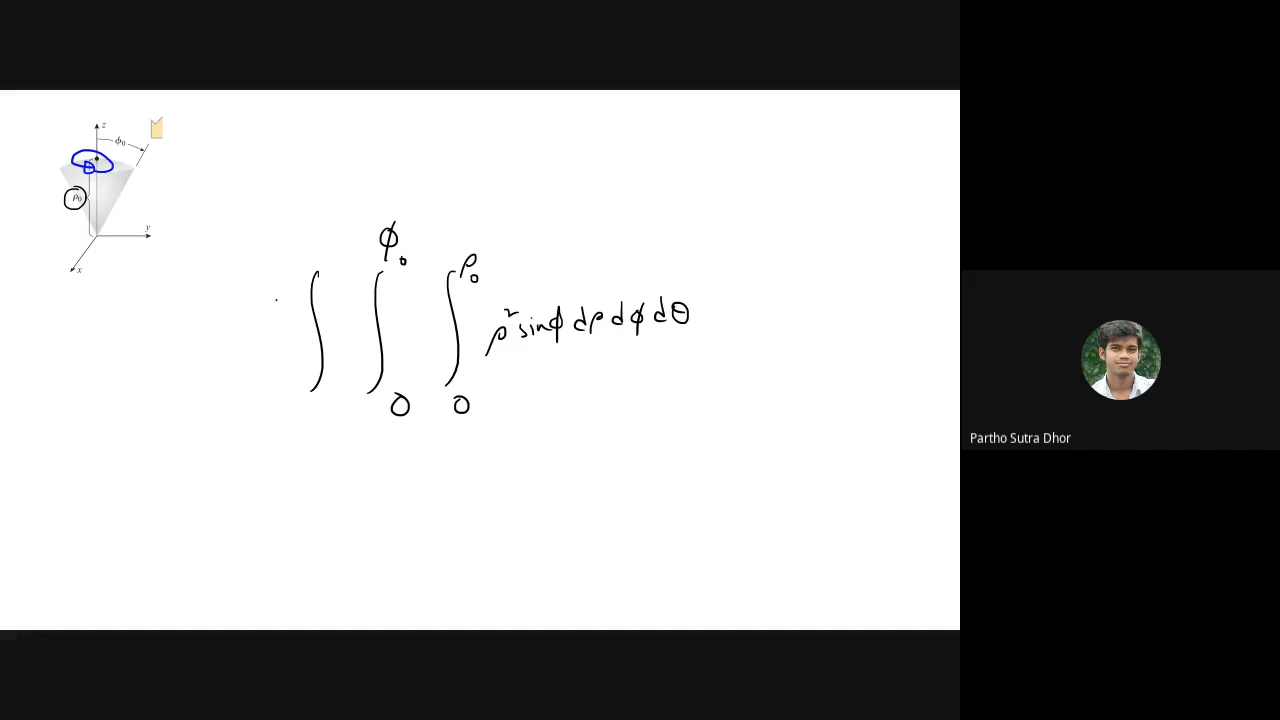 z
ϕ₀
ρ₀
y
x
∫ ∫₀^ϕ₀ ∫₀^ρ₀ ρ² sinϕ dρ dϕ dθ
Partho Sutra Dhor